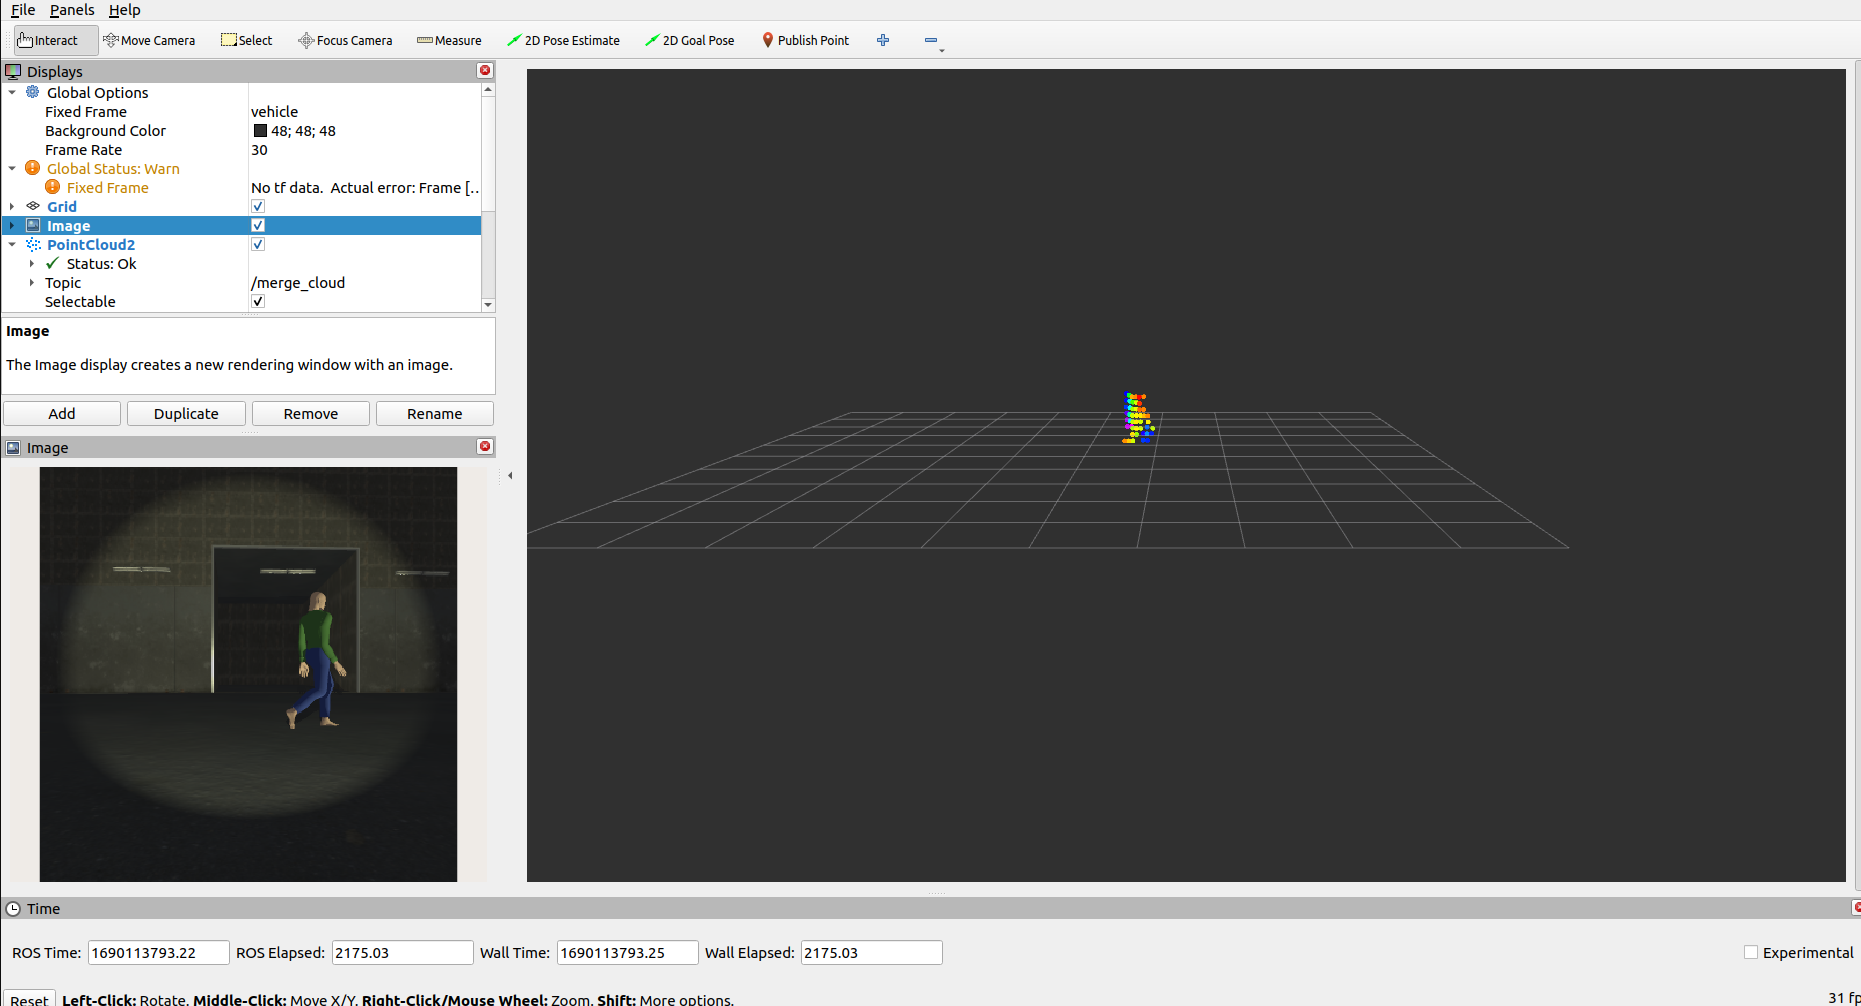 File Panels Help
Interact Move Camera Select Focus Camera Measure 2D Pose Estimate 2D Goal Pose Publish Point
Displays
Global Options
Fixed Frame vehicle
Background Color 48; 48; 48
Frame Rate 30
Global Status: Warn
Fixed Frame No tf data. Actual error: Frame [..
Grid
Image
PointCloud2
Status: Ok
Topic /merge_cloud
Selectable
Image
The Image display creates a new rendering window with an image.
Add Duplicate Remove Rename
Image
Time
ROS Time: 1690113793.22 ROS Elapsed: 2175.03 Wall Time: 1690113793.25 Wall Elapsed: 2175.03 Experimental
Reset Left-Click: Rotate. Middle-Click: Move X/Y. Right-Click/Mouse Wheel: Zoom. Shift: More options. 31 fp